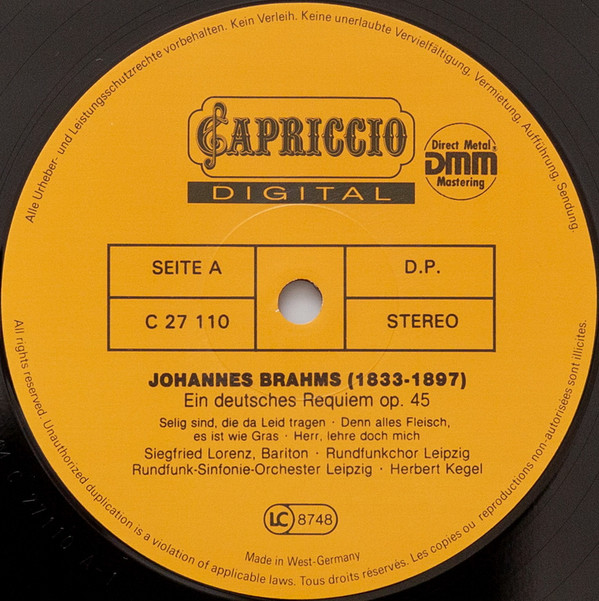 Alle Urheber- und Leistungsschutzrechte vorbehalten. Kein Verleih. Keine unerlaubte Vervielfältigung, Vermietung, Aufführung, Sendung.
CAPRICCIO
DIGITAL
Direct Metal
DMM
Mastering
SEITE A
D.P.
C 27 110
STEREO
JOHANNES BRAHMS (1833-1897)
Ein deutsches Requiem op. 45
Selig sind, die da Leid tragen · Denn alles Fleisch,
es ist wie Gras · Herr, lehre doch mich
Siegfried Lorenz, Bariton · Rundfunkchor Leipzig
Rundfunk-Sinfonie-Orchester Leipzig · Herbert Kegel
LC 8748
Made in West-Germany
All rights reserved. Unauthorized duplication is a violation of applicable laws. Tous droits réservés. Les copies ou reproductions non-autorisées sont illicites.